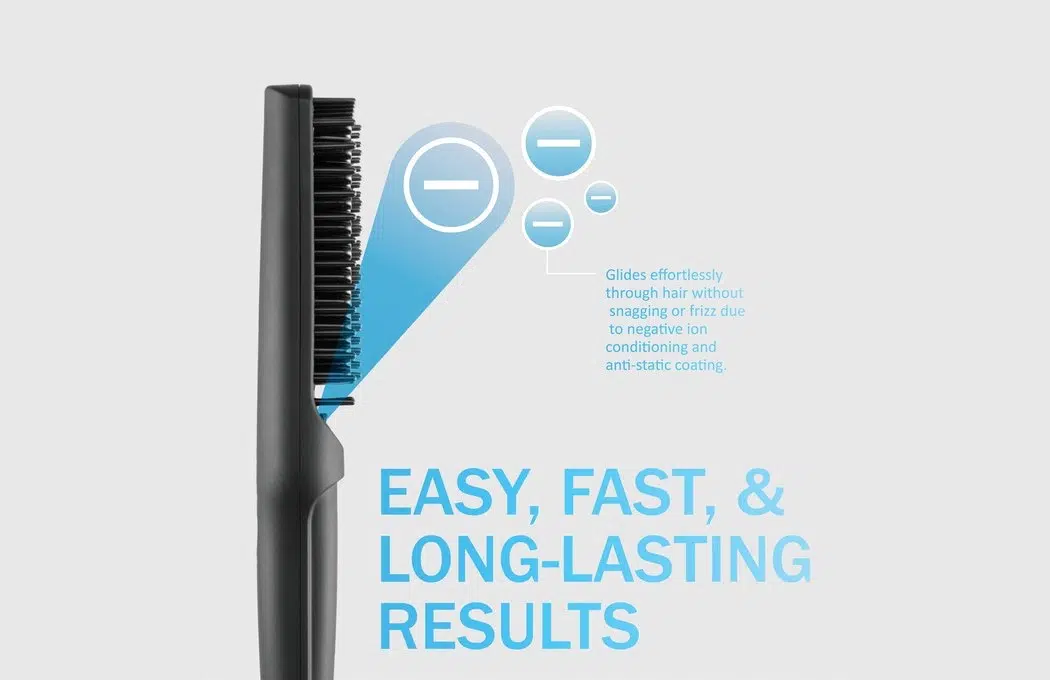 Glides effortlessly
through hair without
snagging or frizz due
to negative ion
conditioning and
anti-static coating.
EASY, FAST, &
LONG-LASTING
RESULTS